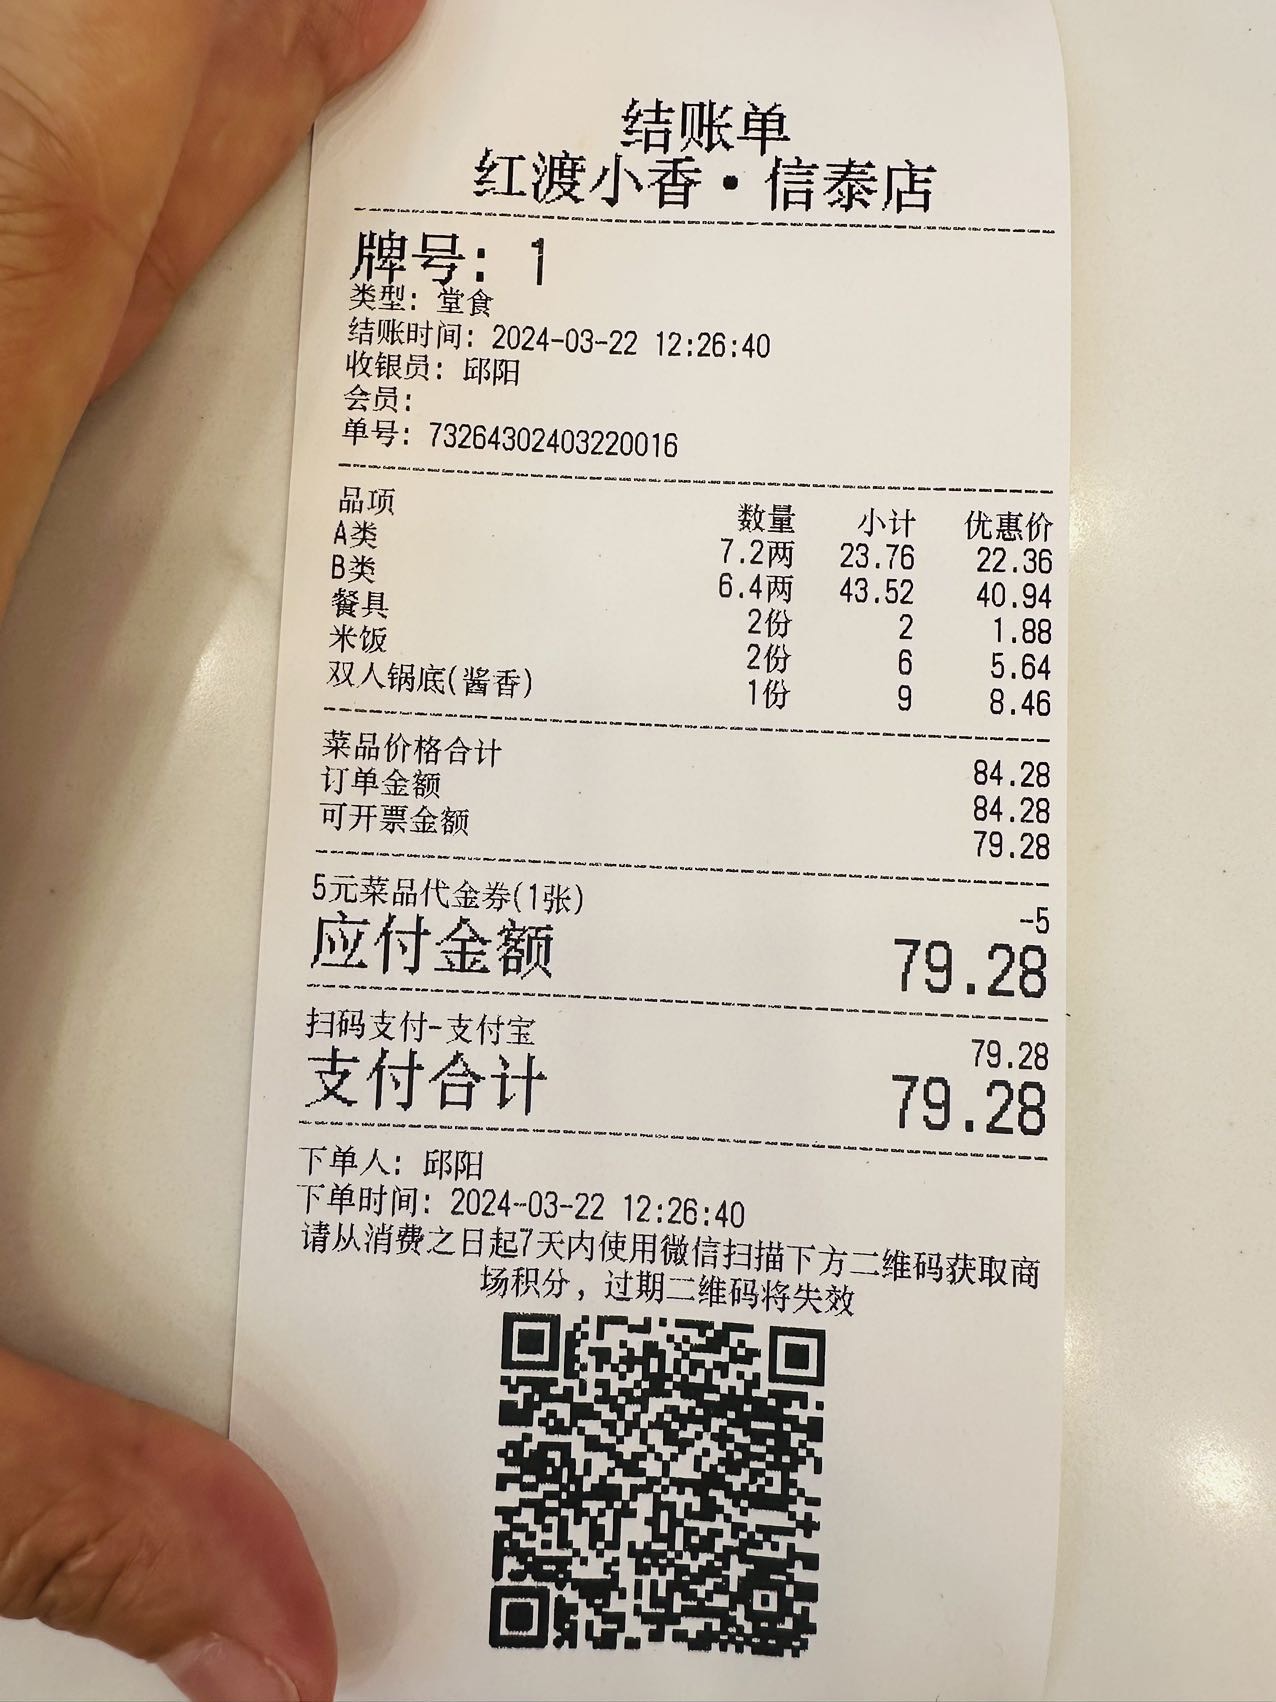 结账单
红渡小香·信泰店
牌号: 1
类型: 堂食
结账时间: 2024-03-22 12:26:40
收银员: 邱阳
会员:
单号: 73264302403220016
品项 数量 小计 优惠价
A类 7.2两 23.76 22.36
B类 6.4两 43.52 40.94
餐具 2份 2 1.88
米饭 2份 6 5.64
双人锅底(酱香) 1份 9 8.46
菜品价格合计 84.28
订单金额 84.28
可开票金额 79.28
5元菜品代金券(1张) -5
应付金额 79.28
扫码支付-支付宝 79.28
支付合计 79.28
下单人: 邱阳
下单时间: 2024-03-22 12:26:40
请从消费之日起7天内使用微信扫描下方二维码获取商
场积分，过期二维码将失效